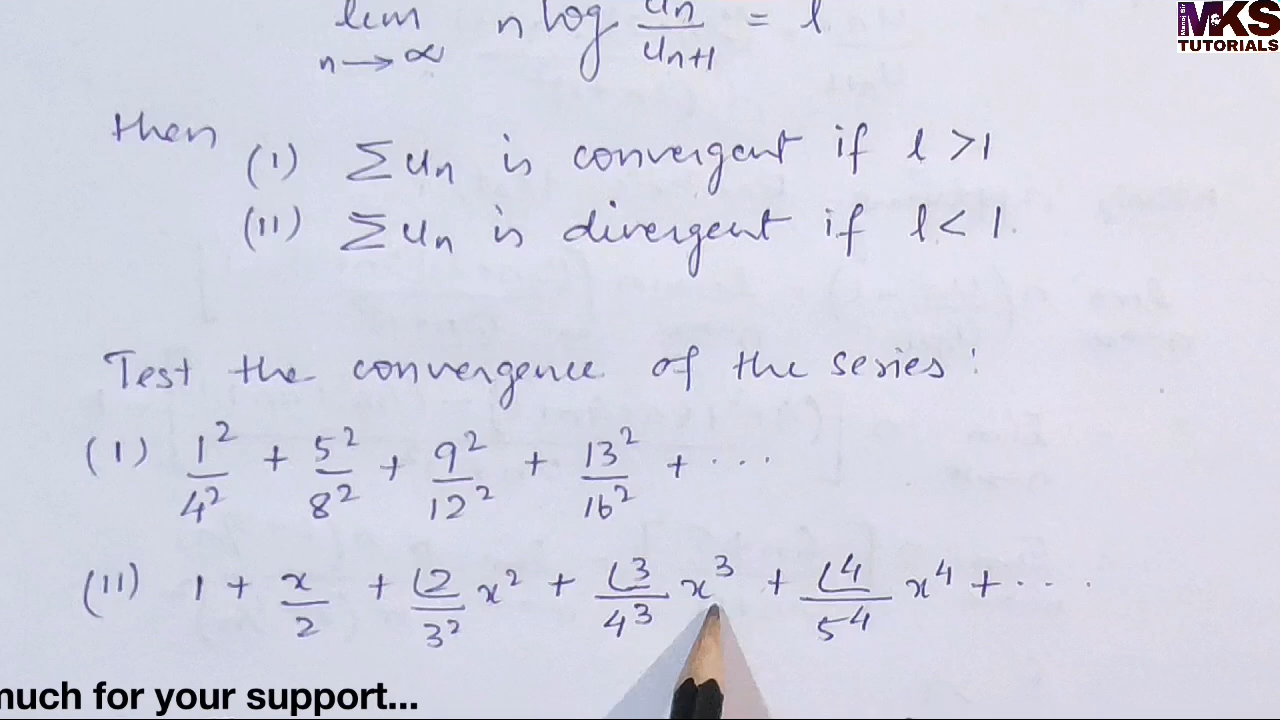 MKS
TUTORIALS
lim n→∞ n log uₙ/uₙ₊₁ = l
then
(I) Σuₙ is convergent if l > 1
(II) Σuₙ is divergent if l < 1.
Test the convergence of the series :
(I) 1²/4² + 5²/8² + 9²/12² + 13²/16² + ...
(II) 1 + x/2 + ⌊2/3² x² + ⌊3/4³ x³ + ⌊4/5⁴ x⁴ + ....
much for your support...